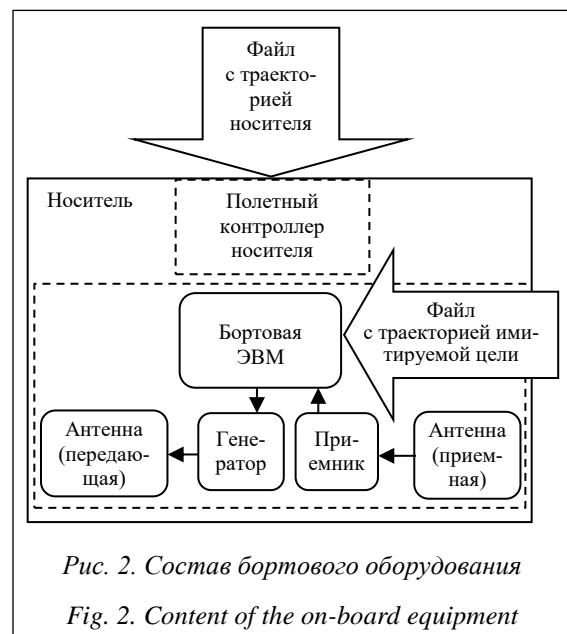 Файл
с траекто-
рией
носителя
Носитель
Полетный
контроллер
носителя
Файл
с траекторией ими-
тируемой цели
Бортовая
ЭВМ
Антенна
(передаю-
щая)
Гене-
ратор
При-
емник
Антенна
(прием-
ная)
Рис. 2. Состав бортового оборудования
Fig. 2. Content of the on-board equipment